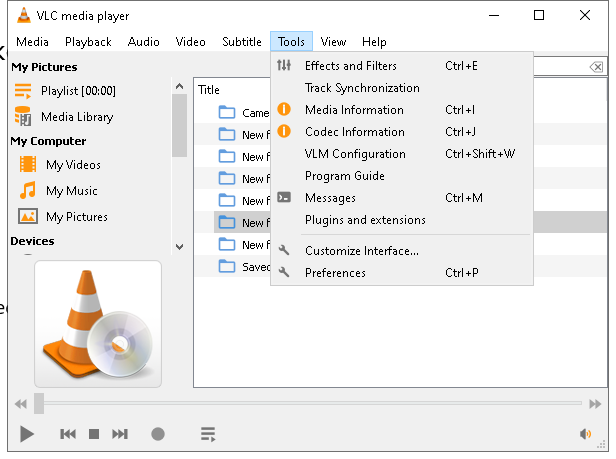 VLC media player
Media Playback Audio Video Subtitle Tools View Help
My Pictures
Playlist [00:00]
Media Library
My Computer
My Videos
My Music
My Pictures
Devices
Title
Came
New f
New f
New f
New f
New f
New f
Saved
Effects and Filters Ctrl+E
Track Synchronization
Media Information Ctrl+I
Codec Information Ctrl+J
VLM Configuration Ctrl+Shift+W
Program Guide
Messages Ctrl+M
Plugins and extensions
Customize Interface...
Preferences Ctrl+P